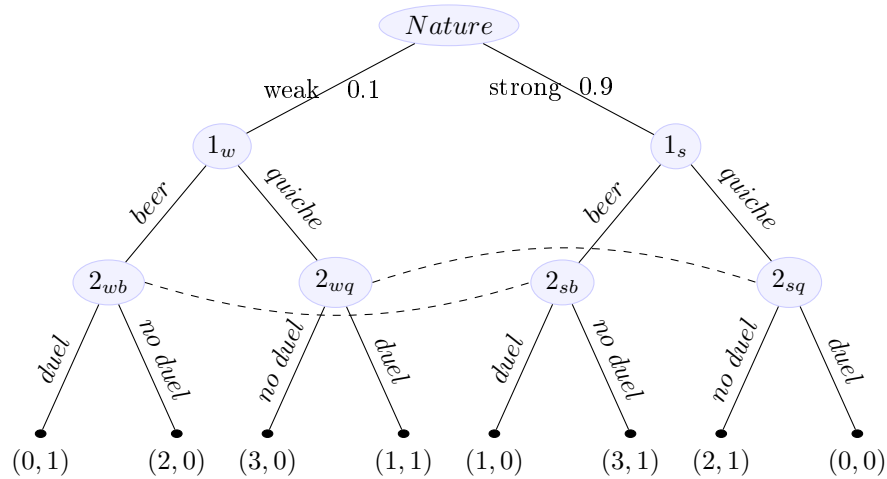 Nature
weak 0.1 strong 0.9
1w 1s
beer quiche beer quiche
2wb 2wq 2sb 2sq
duel no duel no duel duel duel no duel no duel duel
(0, 1) (2, 0) (3, 0) (1, 1) (1, 0) (3, 1) (2, 1) (0, 0)